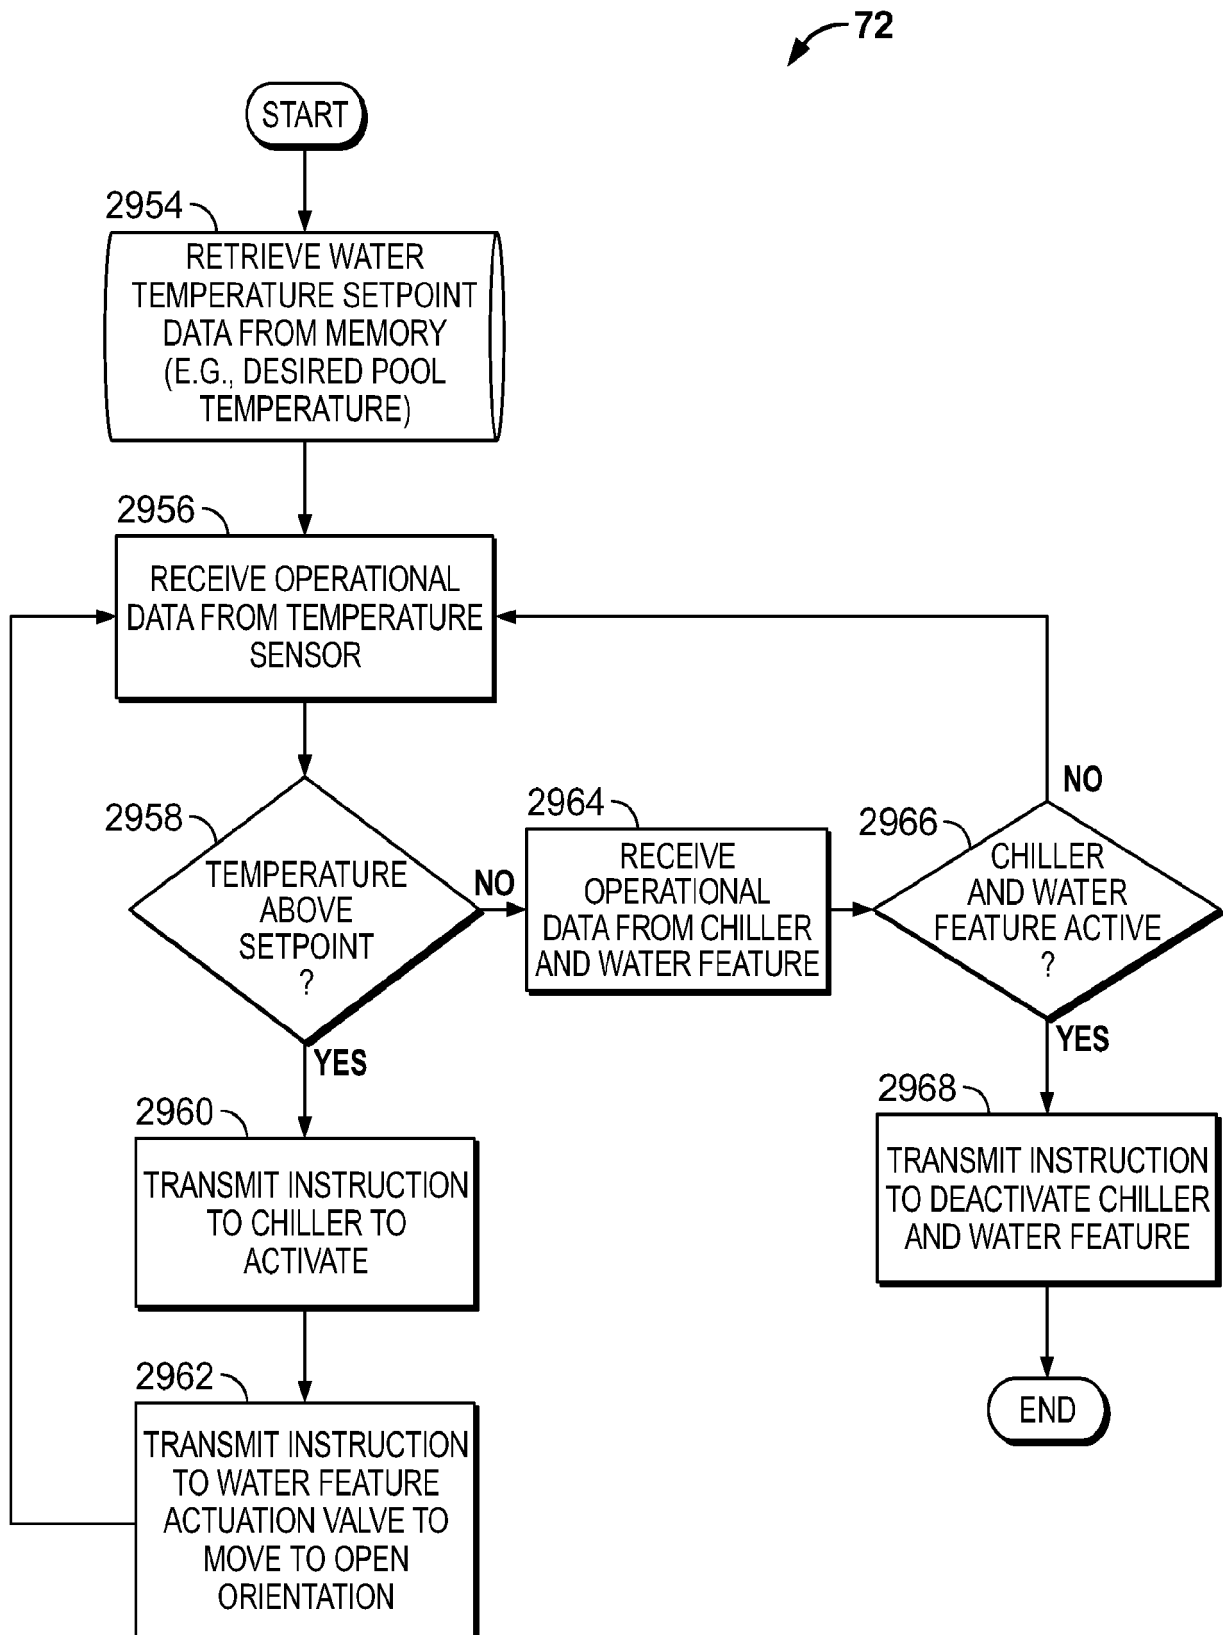 72
START
2954
RETRIEVE WATER
TEMPERATURE SETPOINT
DATA FROM MEMORY
(E.G., DESIRED POOL
TEMPERATURE)
2956
RECEIVE OPERATIONAL
DATA FROM TEMPERATURE
SENSOR
2958
TEMPERATURE
ABOVE
SETPOINT
?
NO
YES
2964
RECEIVE
OPERATIONAL
DATA FROM CHILLER
AND WATER FEATURE
2966
CHILLER
AND WATER
FEATURE ACTIVE
?
NO
YES
2960
TRANSMIT INSTRUCTION
TO CHILLER TO
ACTIVATE
2968
TRANSMIT INSTRUCTION
TO DEACTIVATE CHILLER
AND WATER FEATURE
2962
TRANSMIT INSTRUCTION
TO WATER FEATURE
ACTUATION VALVE TO
MOVE TO OPEN
ORIENTATION
END